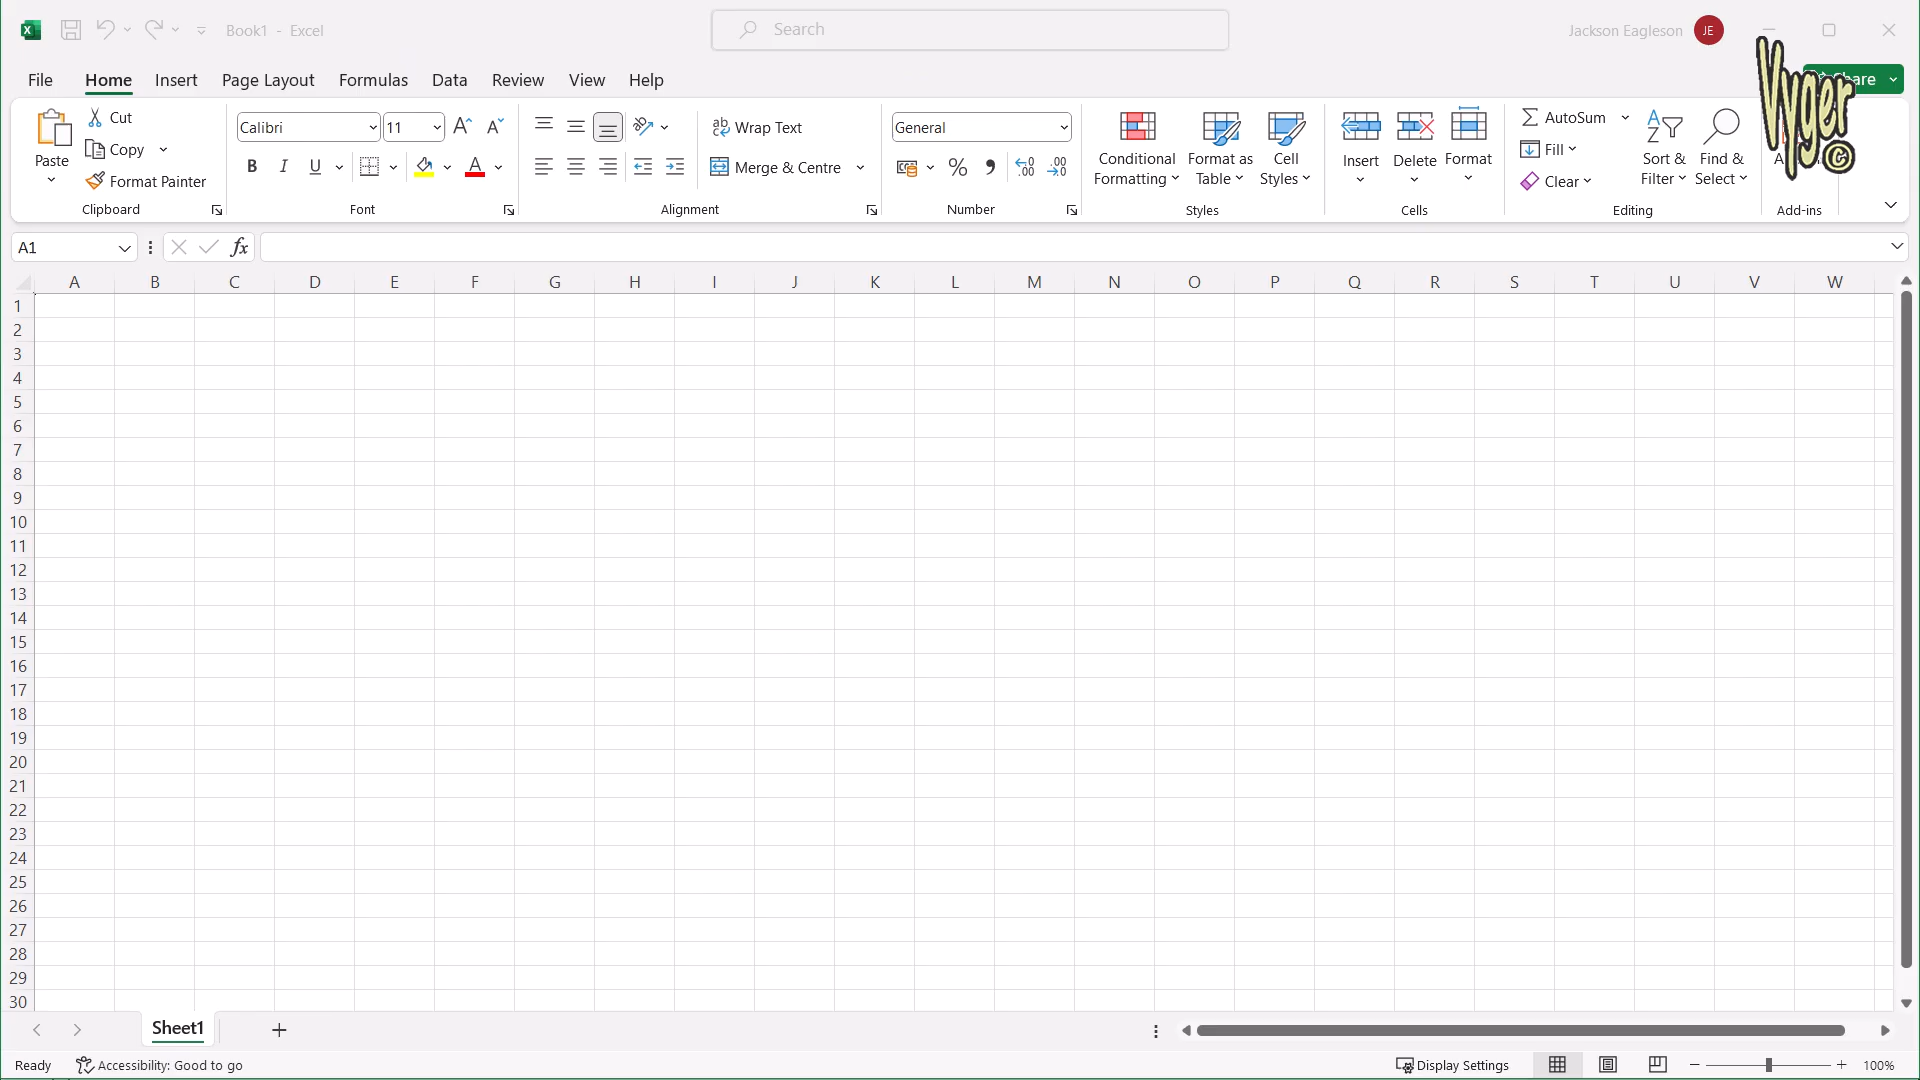 Book1 - Excel
Search
Jackson Eagleson
JE
File Home Insert Page Layout Formulas Data Review View Help
Vyger©
Paste
Cut
Copy
Format Painter
Clipboard
Calibri 11
B I U
Font
ab Wrap Text
Merge & Centre
Alignment
General
Number
Conditional Formatting
Format as Table
Cell Styles
Styles
Insert
Delete
Format
Cells
AutoSum
Fill
Clear
Sort & Filter
Find & Select
Editing
Add-ins
A1
fx
A B C D E F G H I J K L M N O P Q R S T U V W
1
2
3
4
5
6
7
8
9
10
11
12
13
14
15
16
17
18
19
20
21
22
23
24
25
26
27
28
29
30
Sheet1
Ready Accessibility: Good to go Display Settings 100%